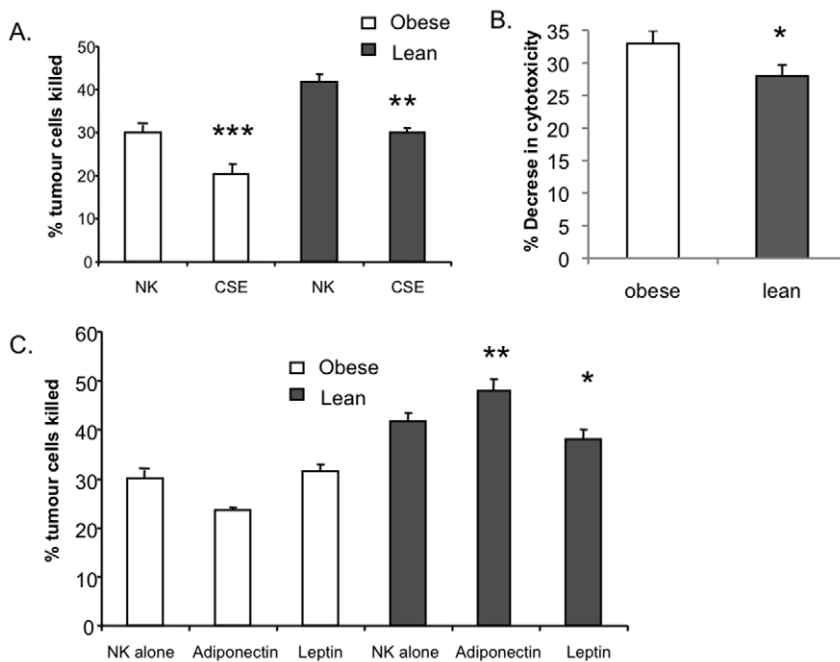 A.
Obese
Lean
% tumour cells killed
50
40
30
20
10
0
***
**
NK
CSE
NK
CSE
B.
% Decrese in cytotoxicity
35
30
25
20
15
10
5
0
*
obese
lean
C.
Obese
Lean
% tumour cells killed
60
50
40
30
20
10
0
**
*
NK alone
Adiponectin
Leptin
NK alone
Adiponectin
Leptin